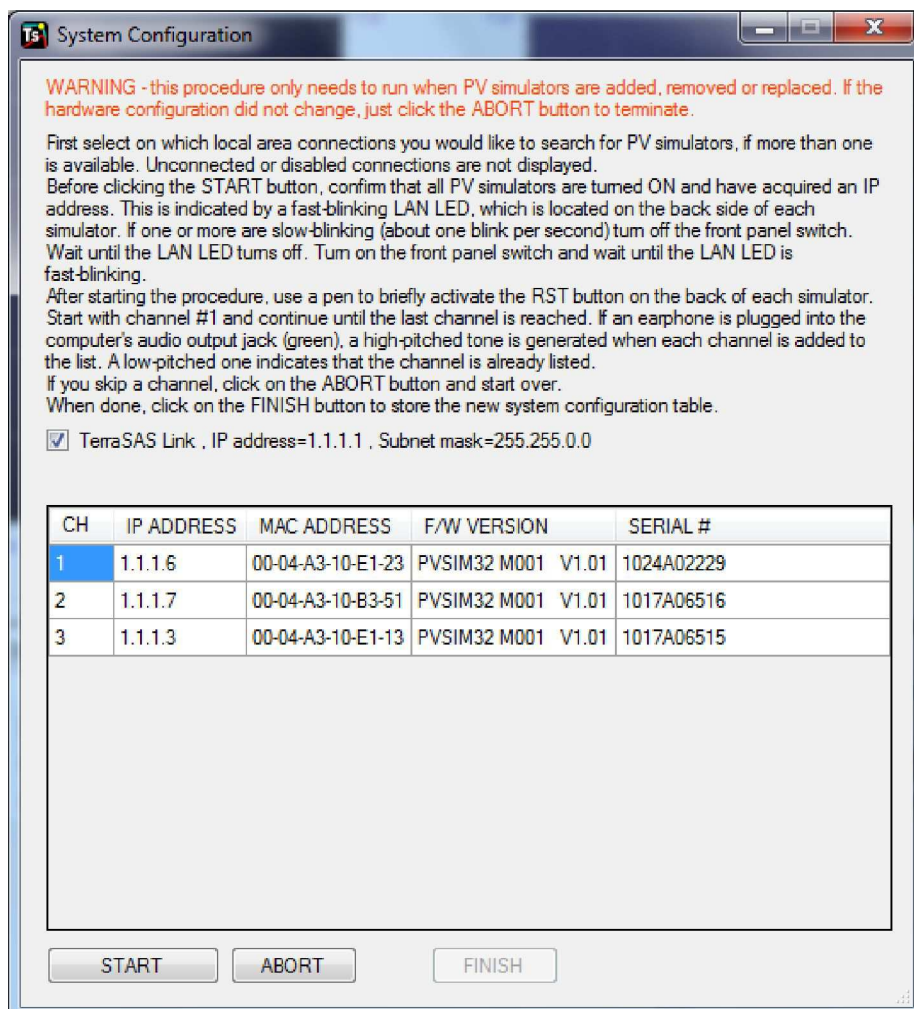 Ts System Configuration
WARNING - this procedure only needs to run when PV simulators are added, removed or replaced. If the
hardware configuration did not change, just click the ABORT button to terminate.
First select on which local area connections you would like to search for PV simulators, if more than one
is available. Unconnected or disabled connections are not displayed.
Before clicking the START button, confirm that all PV simulators are turned ON and have acquired an IP
address. This is indicated by a fast-blinking LAN LED, which is located on the back side of each
simulator. If one or more are slow-blinking (about one blink per second) turn off the front panel switch.
Wait until the LAN LED turns off. Turn on the front panel switch and wait until the LAN LED is
fast-blinking.
After starting the procedure, use a pen to briefly activate the RST button on the back of each simulator.
Start with channel #1 and continue until the last channel is reached. If an earphone is plugged into the
computer's audio output jack (green), a high-pitched tone is generated when each channel is added to
the list. A low-pitched one indicates that the channel is already listed.
If you skip a channel, click on the ABORT button and start over.
When done, click on the FINISH button to store the new system configuration table.
TerraSAS Link , IP address=1.1.1.1 , Subnet mask=255.255.0.0
CH IP ADDRESS MAC ADDRESS F/W VERSION SERIAL #
1 1.1.1.6 00-04-A3-10-E1-23 PVSIM32 M001 V1.01 1024A02229
2 1.1.1.7 00-04-A3-10-B3-51 PVSIM32 M001 V1.01 1017A06516
3 1.1.1.3 00-04-A3-10-E1-13 PVSIM32 M001 V1.01 1017A06515
START ABORT FINISH